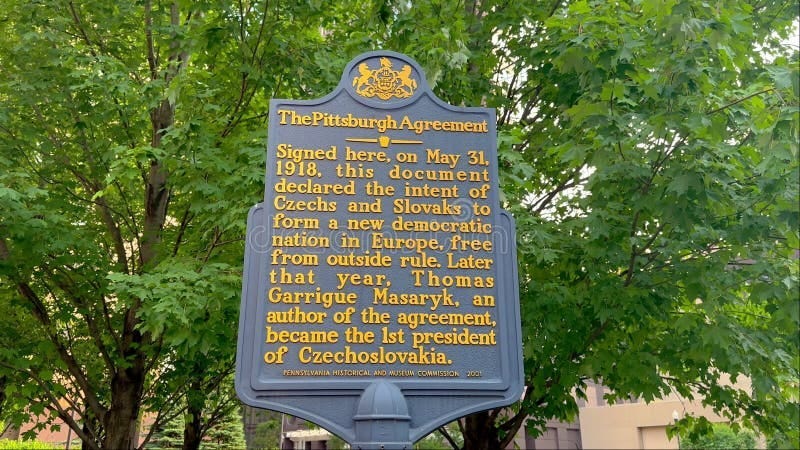 The Pittsburgh Agreement
Signed here, on May 31,
1918, this document
declared the intent of
Czechs and Slovaks to
form a new democratic
nation in Europe, free
from outside rule. Later
that year, Thomas
Garrigue Masaryk, an
author of the agreement,
became the 1st president
of Czechoslovakia.
PENNSYLVANIA HISTORICAL AND MUSEUM COMMISSION 2001